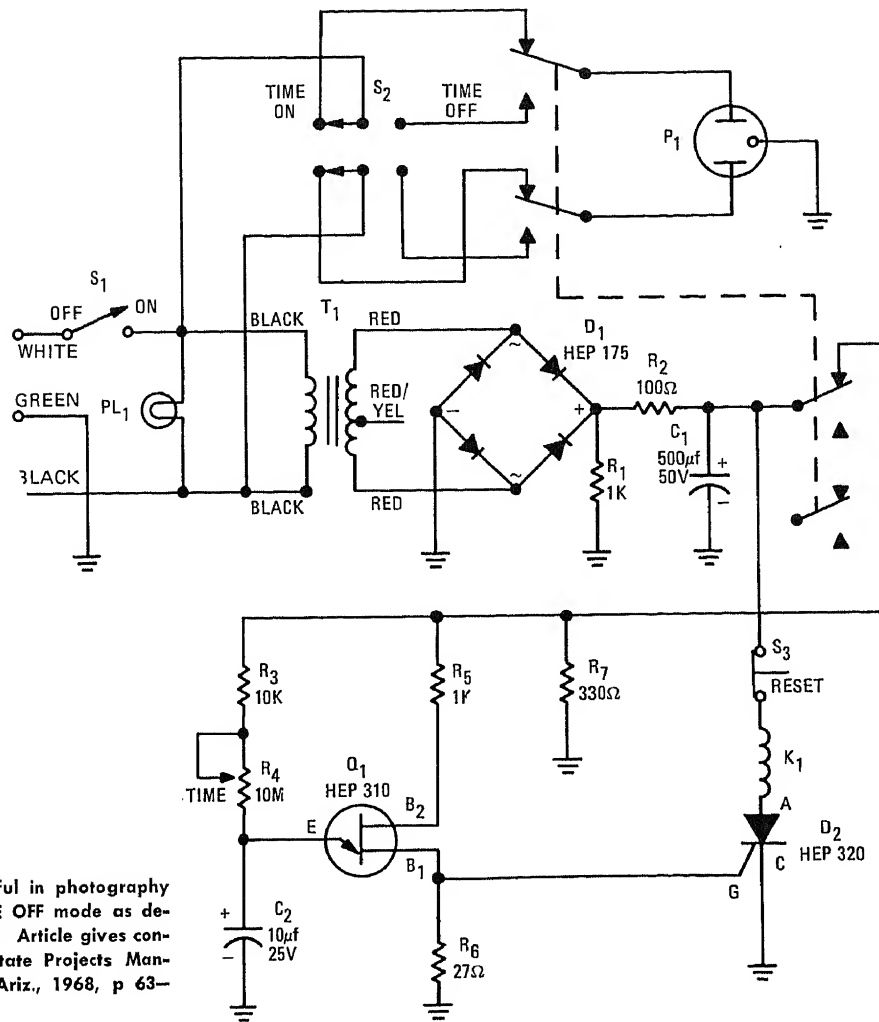 TIME ON
S2
TIME OFF
P1
S1
OFF
ON
WHITE
GREEN
PL1
BLACK
BLACK
T1
RED
RED/YEL
RED
D1
HEP 175
~
-
+
~
R2
100Ω
R1
1K
C1
500μf
50V
+
-
R3
10K
R5
1K
R7
330Ω
S3
RESET
R4
10M
TIME
Q1
HEP 310
E
B2
B1
K1
A
D2
HEP 320
C
G
+
C2
10μf
25V
-
R6
27Ω
ful in photography
E OFF mode as de-
Article gives con-
tate Projects Man-
Ariz., 1968, p 63–